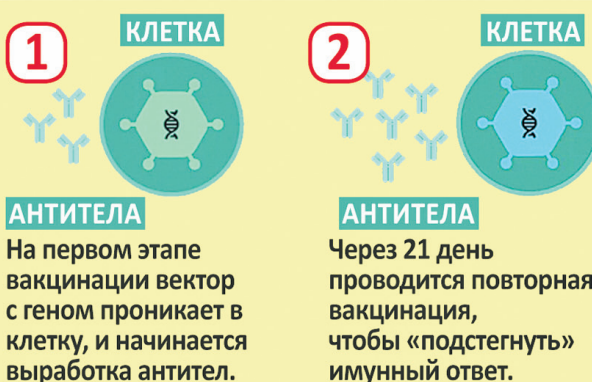 1
КЛЕТКА
АНТИТЕЛА
На первом этапе
вакцинации вектор
с геном проникает в
клетку, и начинается
выработка антител.
2
КЛЕТКА
АНТИТЕЛА
Через 21 день
проводится повторная
вакцинация,
чтобы «подстегнуть»
имунный ответ.